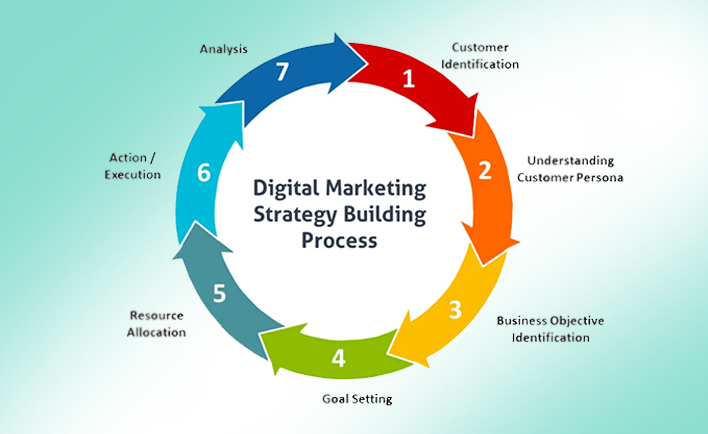 Digital Marketing
Strategy Building
Process
1
Customer
Identification
2
Understanding
Customer Persona
3
Business Objective
Identification
4
Goal Setting
5
Resource
Allocation
6
Action /
Execution
7
Analysis